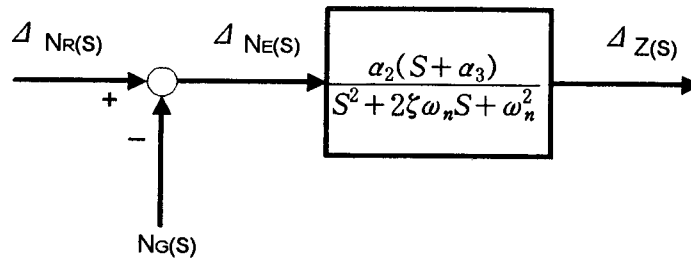 Δ NR(S)
Δ NE(S)
α₂(S+α₃)
S²+2ζωₙS+ωₙ²
Δ Z(S)
+
−
NG(S)